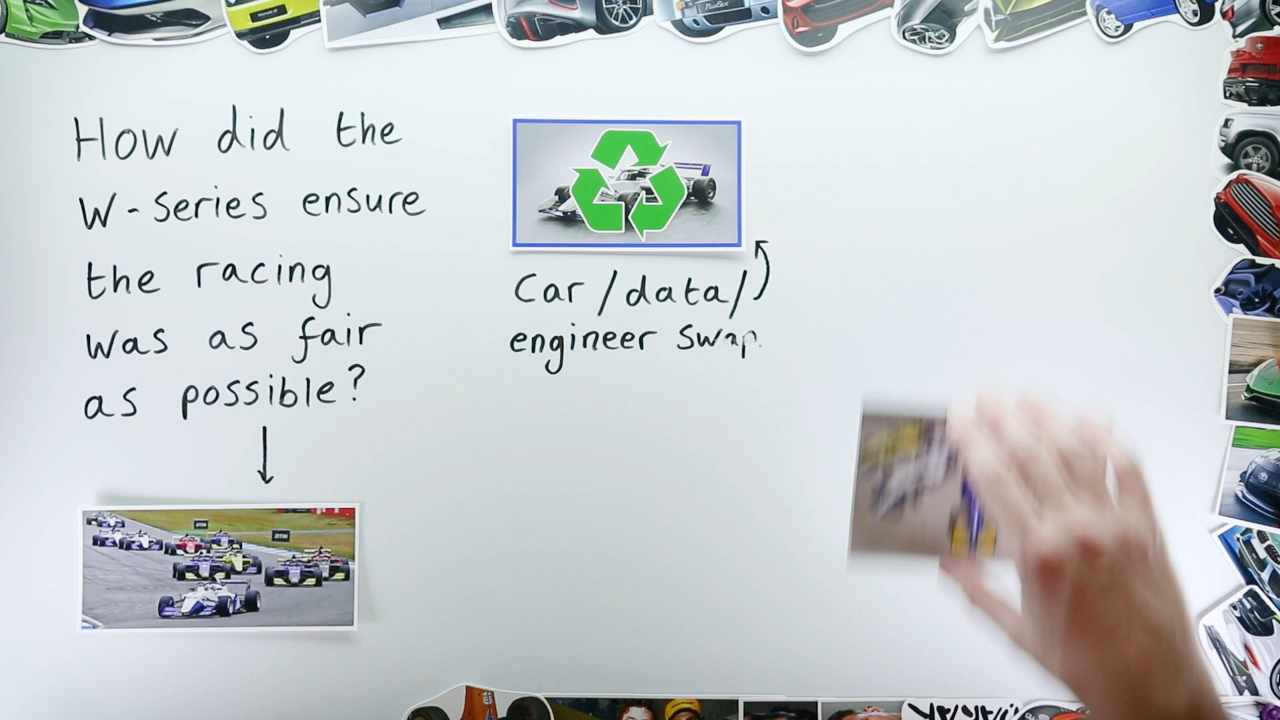 How did the
W-Series ensure
the racing
was as fair
as possible?
Car/data/
engineer swap